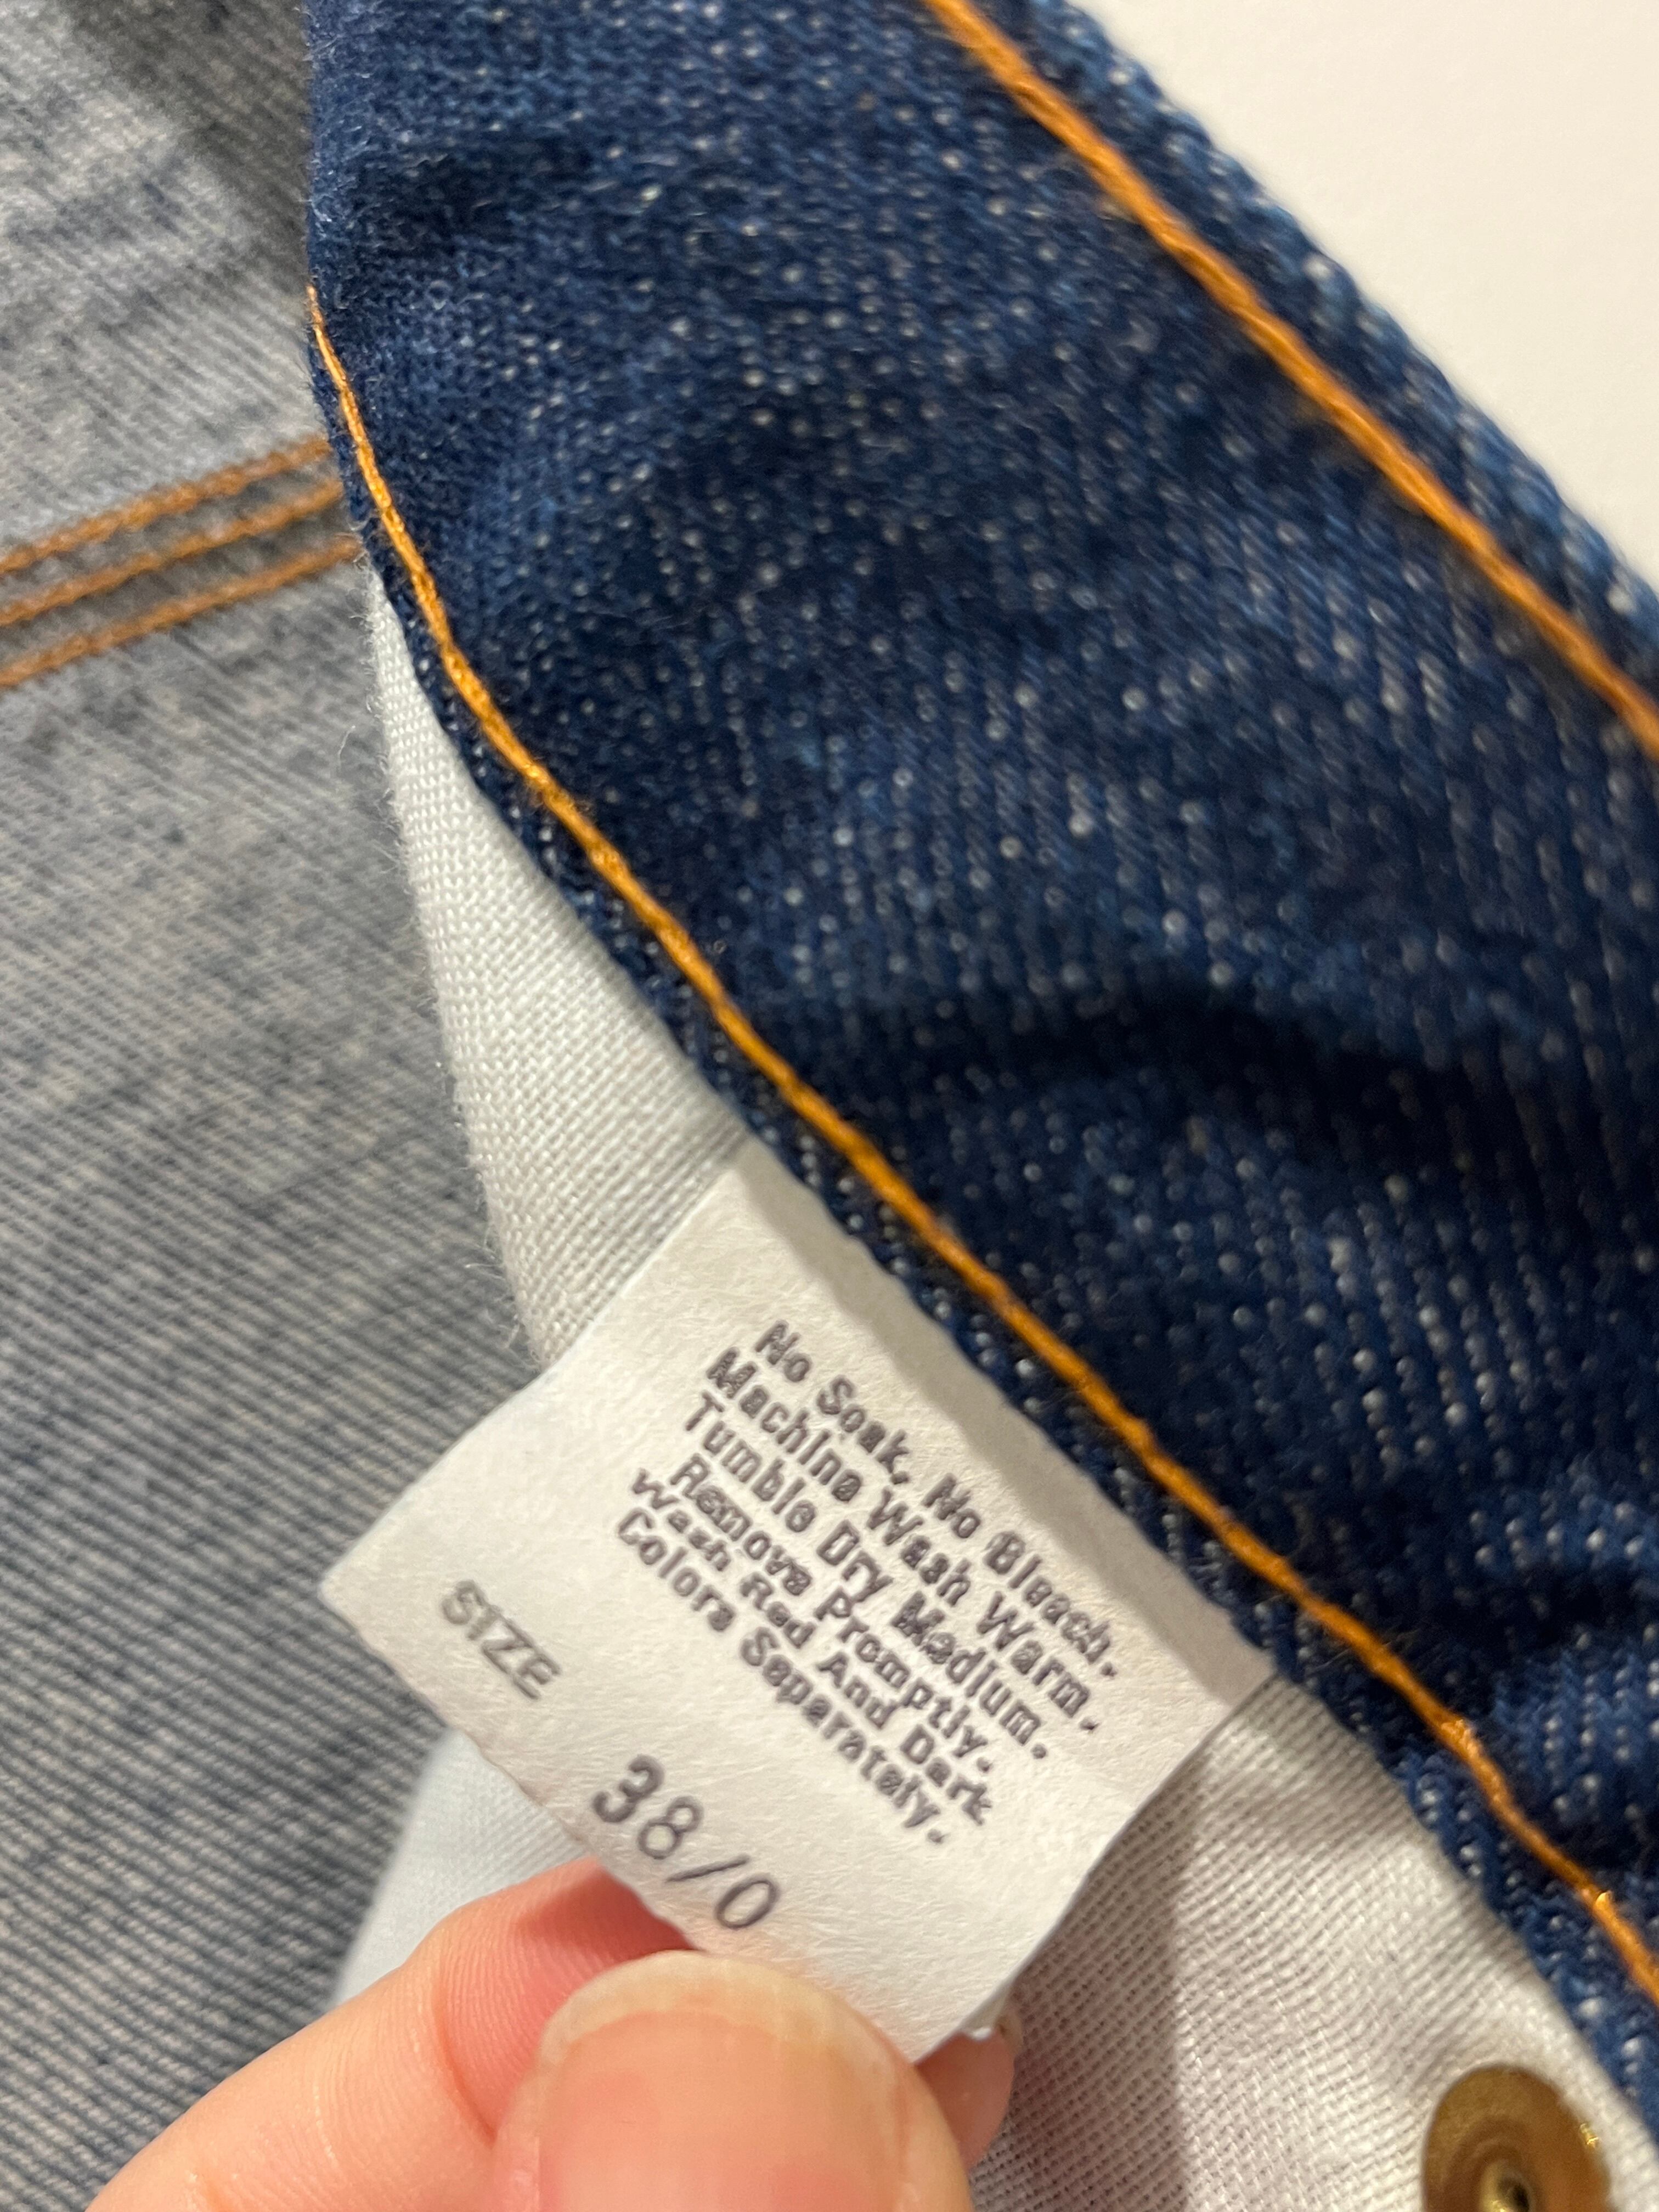 No Soak, No Bleach.
Machine Wash Warm.
Tumble Dry Medium.
Remove Promptly.
Wash Red And Dark
Colors Separately.
SIZE
38/0